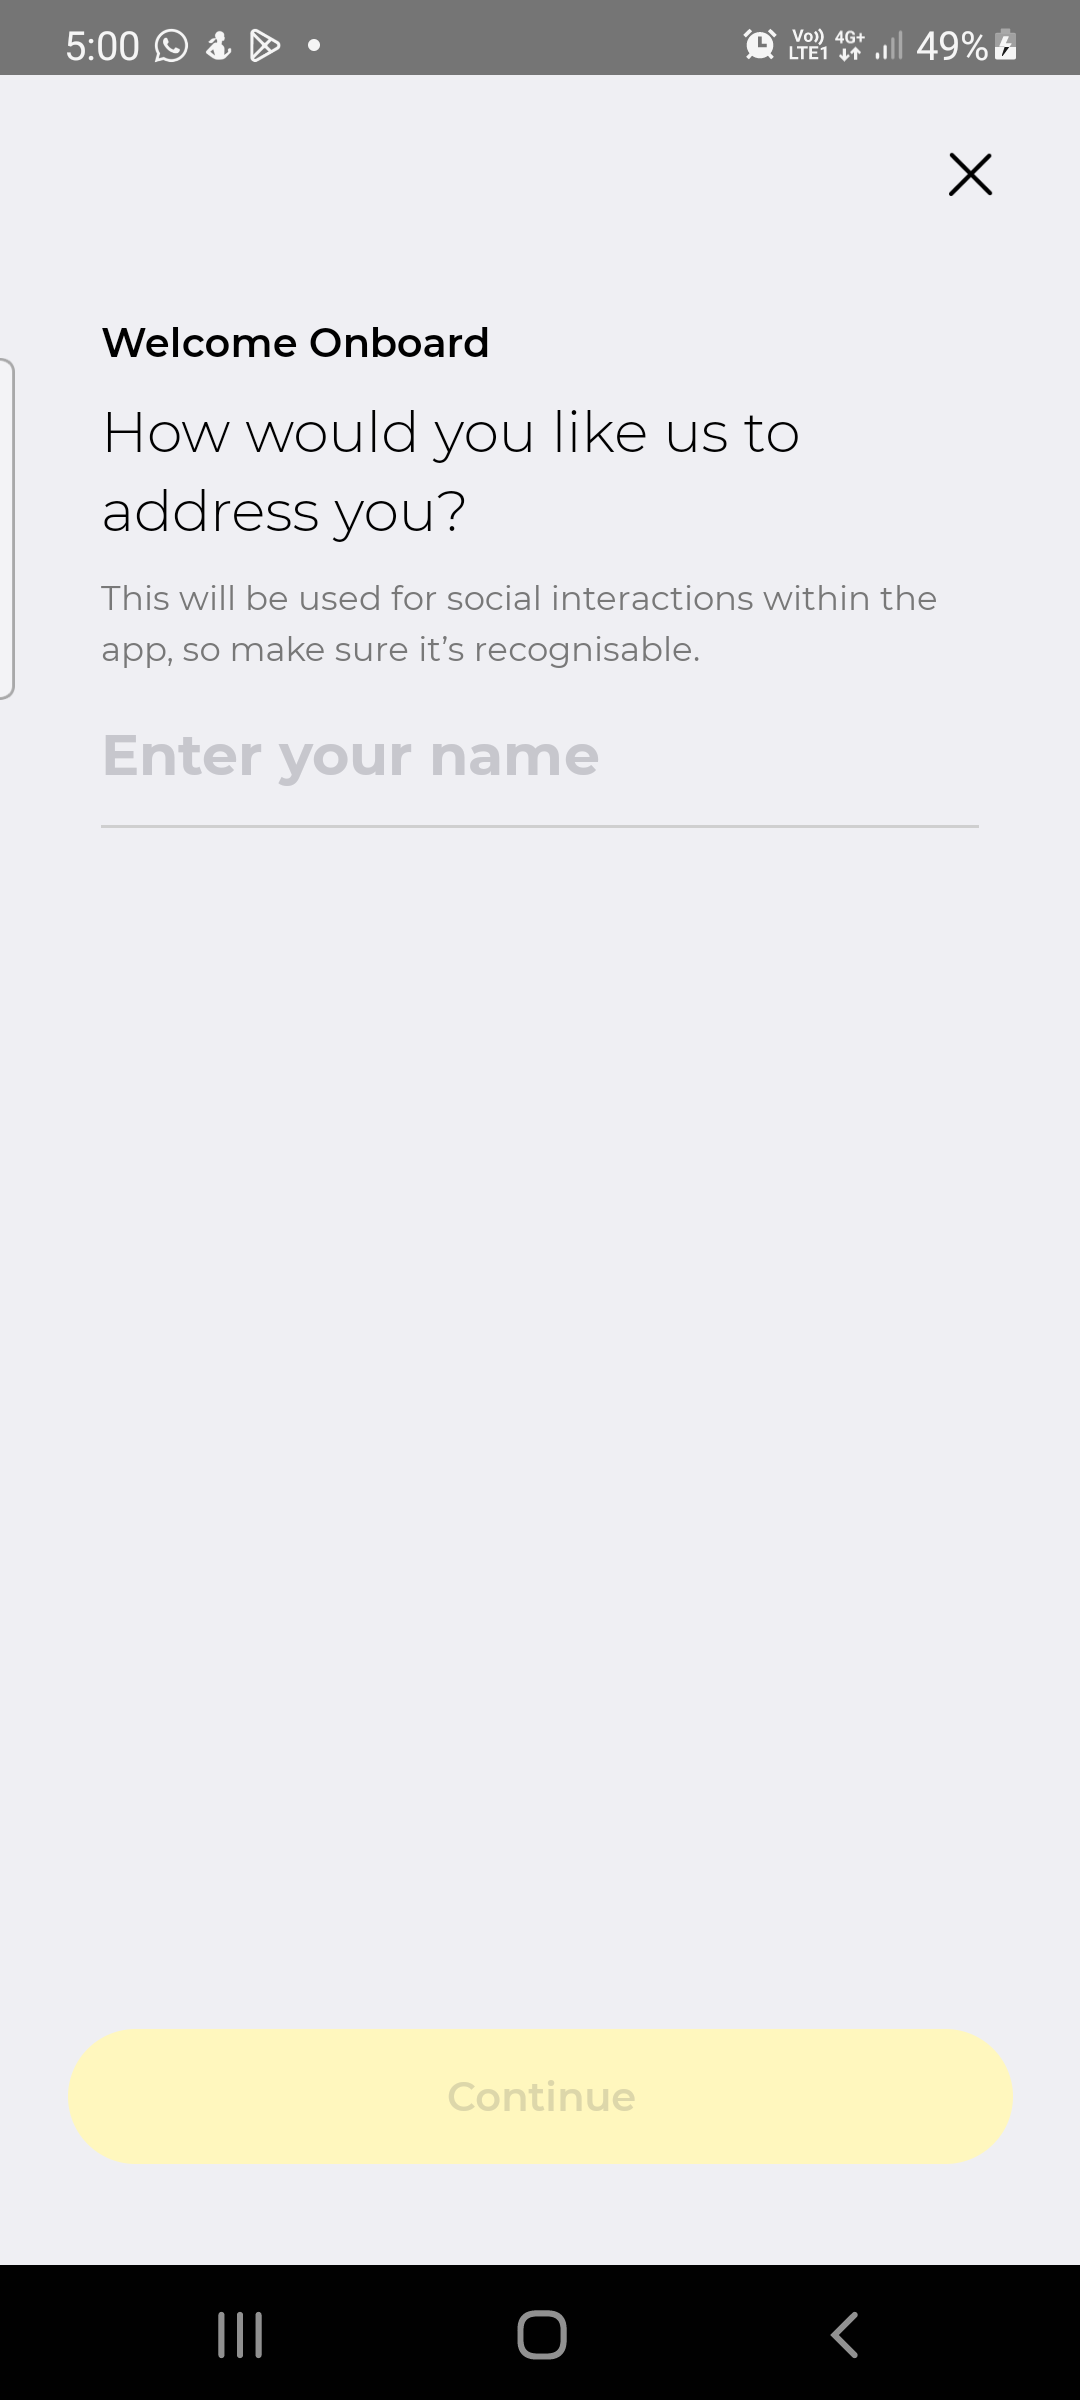 5:00
Vo)) LTE1 4G+ 49%
Welcome Onboard
How would you like us to
address you?
This will be used for social interactions within the
app, so make sure it’s recognisable.
Enter your name
Continue